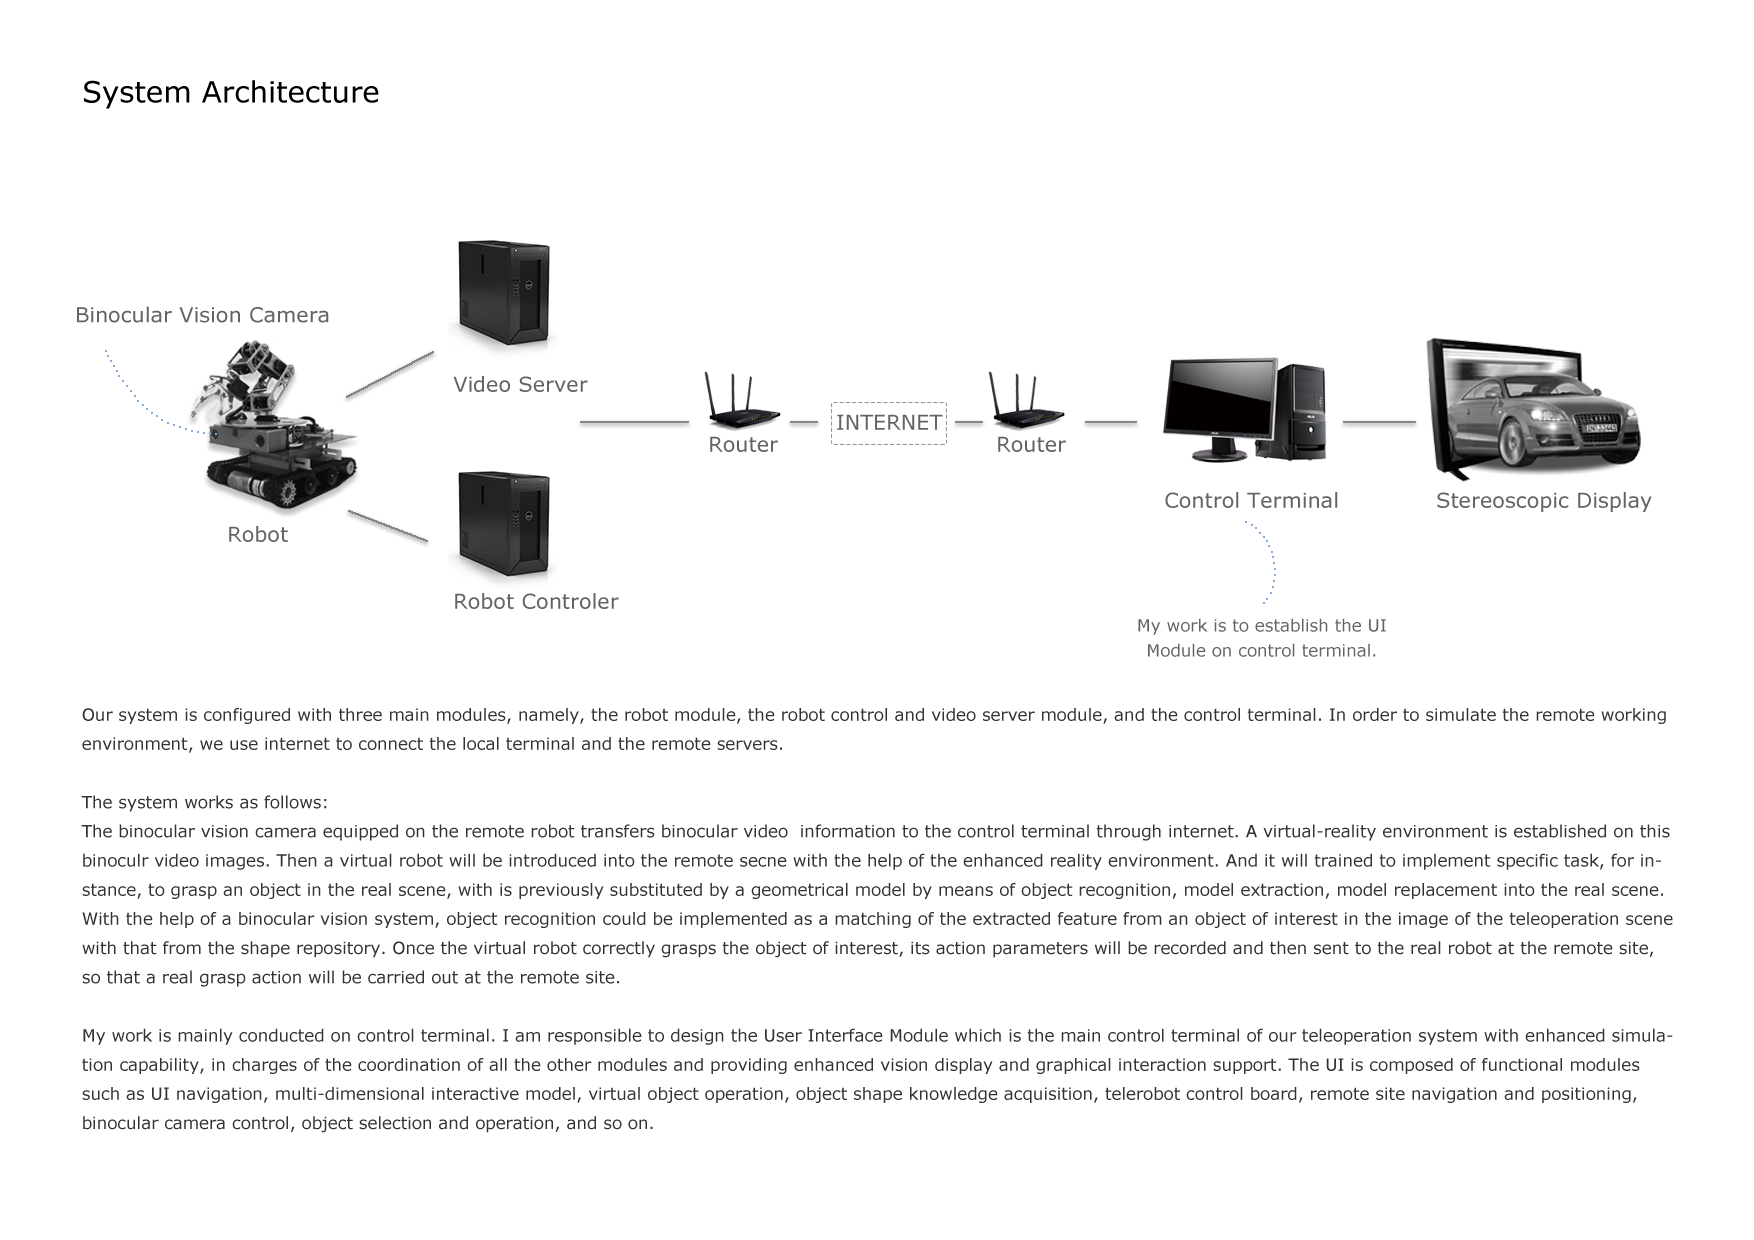 System Architecture
Binocular Vision Camera
Video Server
Router
INTERNET
Router
Control Terminal
Stereoscopic Display
Robot
Robot Controler
My work is to establish the UI
Module on control terminal.
Our system is configured with three main modules, namely, the robot module, the robot control and video server module, and the control terminal. In order to simulate the remote working
environment, we use internet to connect the local terminal and the remote servers.
The system works as follows:
The binocular vision camera equipped on the remote robot transfers binocular video  information to the control terminal through internet. A virtual-reality environment is established on this
binoculr video images. Then a virtual robot will be introduced into the remote secne with the help of the enhanced reality environment. And it will trained to implement specific task, for in-
stance, to grasp an object in the real scene, with is previously substituted by a geometrical model by means of object recognition, model extraction, model replacement into the real scene.
With the help of a binocular vision system, object recognition could be implemented as a matching of the extracted feature from an object of interest in the image of the teleoperation scene
with that from the shape repository. Once the virtual robot correctly grasps the object of interest, its action parameters will be recorded and then sent to the real robot at the remote site,
so that a real grasp action will be carried out at the remote site.
My work is mainly conducted on control terminal. I am responsible to design the User Interface Module which is the main control terminal of our teleoperation system with enhanced simula-
tion capability, in charges of the coordination of all the other modules and providing enhanced vision display and graphical interaction support. The UI is composed of functional modules
such as UI navigation, multi-dimensional interactive model, virtual object operation, object shape knowledge acquisition, telerobot control board, remote site navigation and positioning,
binocular camera control, object selection and operation, and so on.